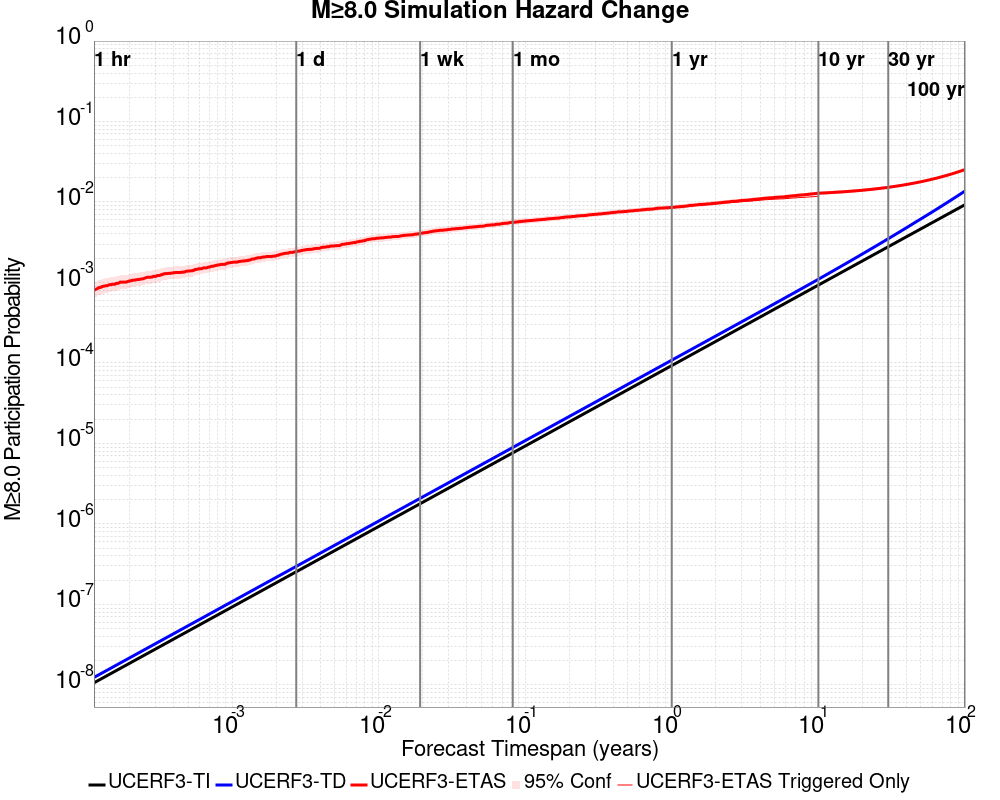 M≥8.0 Simulation Hazard Change
10^0
1 hr
1 d
1 wk
1 mo
1 yr
10 yr
30 yr
100 yr
10^-1
10^-2
10^-3
10^-4
10^-5
10^-6
10^-7
10^-8
M≥8.0 Participation Probability
10^-3
10^-2
10^-1
10^0
10^1
10^2
Forecast Timespan (years)
UCERF3-TI UCERF3-TD UCERF3-ETAS 95% Conf UCERF3-ETAS Triggered Only